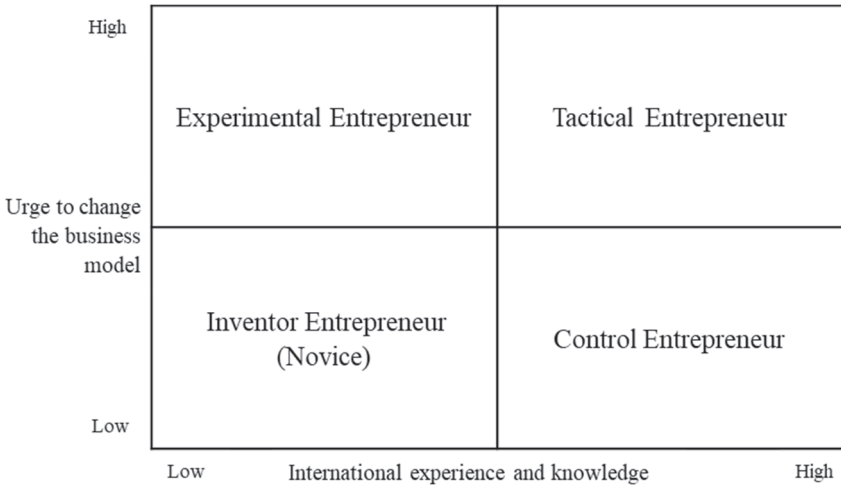 High
Experimental Entrepreneur
Tactical Entrepreneur
Urge to change
the business
model
Inventor Entrepreneur
(Novice)
Control Entrepreneur
Low
Low
International experience and knowledge
High